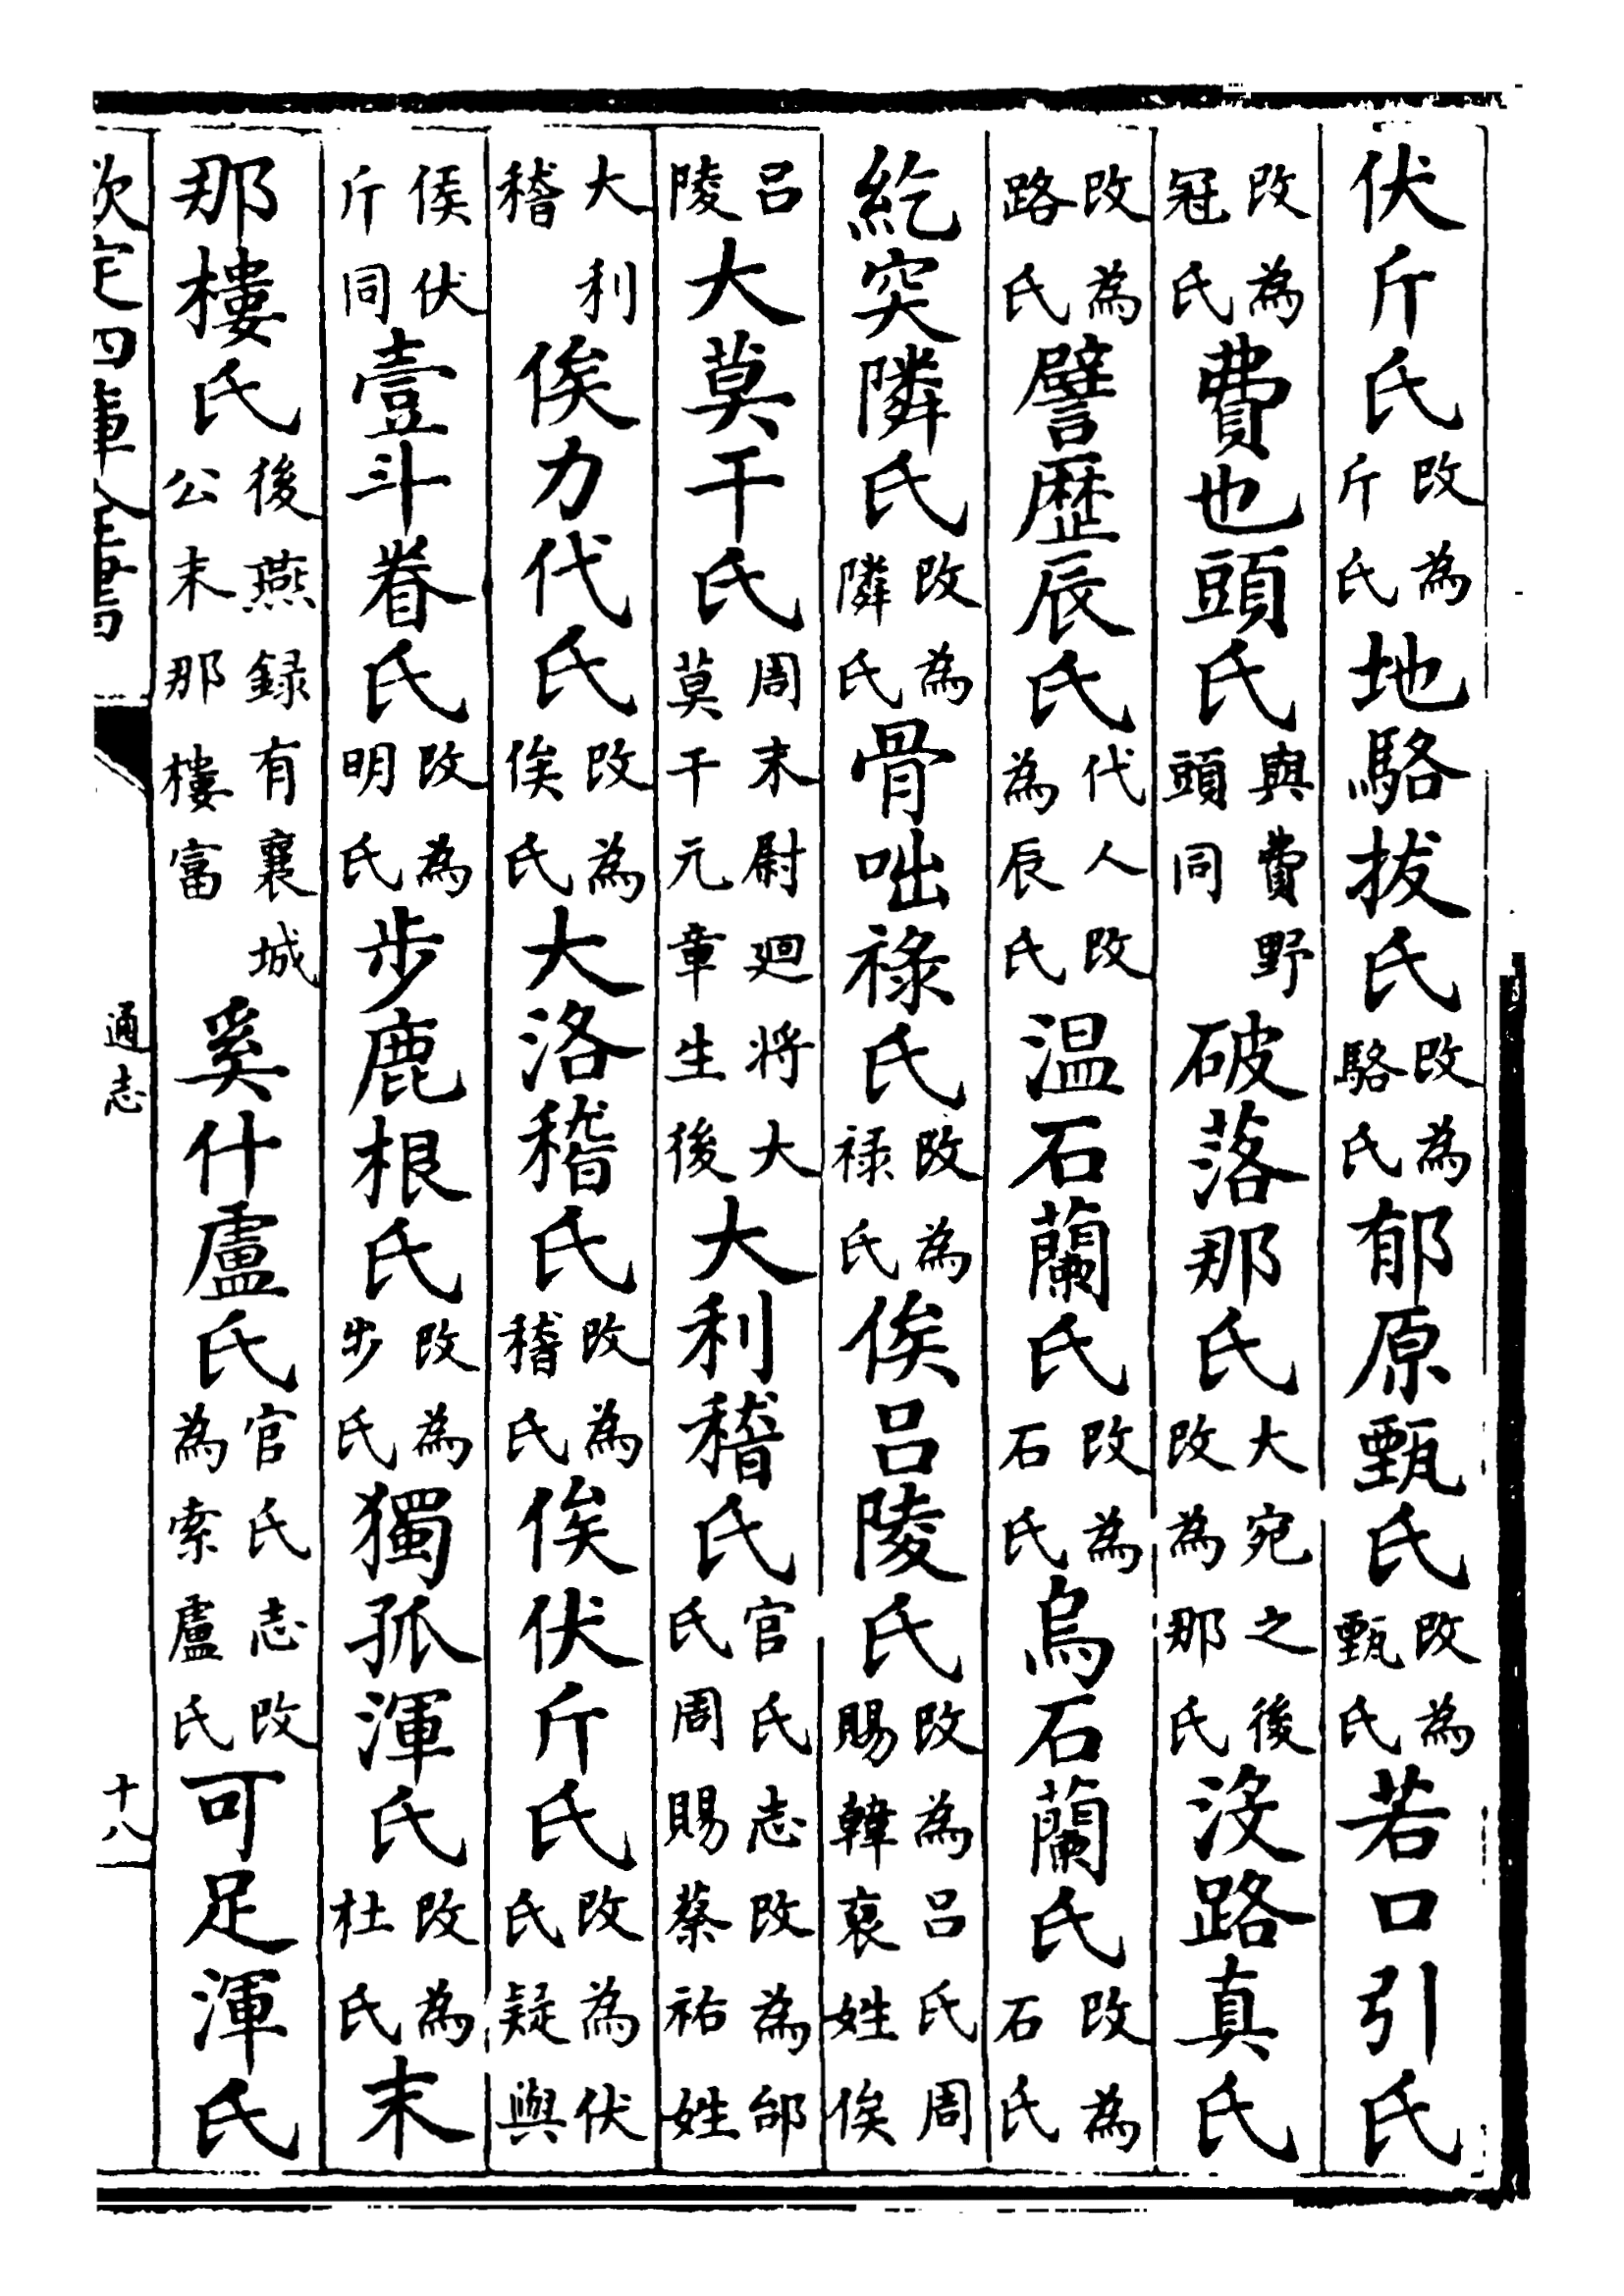 伏斤氏改為斤氏地駱拔氏改為駱氏郁原甄氏改為甄氏若口引氏
改為冠氏費也頭氏與費野頭同破落那氏大宛之後改為那氏沒路真氏
改為路氏譬歷辰氏代人改為辰氏温石蘭氏改為石氏烏石蘭氏改為石氏
紇突隣氏改為隣氏骨咄祿氏改為祿氏俟吕陵氏改為吕氏周賜韓襃姓俟
吕陵大莫干氏周末尉迴将大莫干元章生後大利稽氏官氏志改為郃氏周賜蔡祐姓
大利稽俟力代氏改為俟氏大洛稽氏改為稽氏俟伏斤氏改為伏氏疑與
侯伏斤同壹斗眷氏改為明氏步鹿根氏改為步氏獨孤渾氏改為杜氏末
那樓氏後燕録有襄城公末那樓富奚什盧氏官氏志改為索盧氏可足渾氏
欽定四庫全書
通志
十八